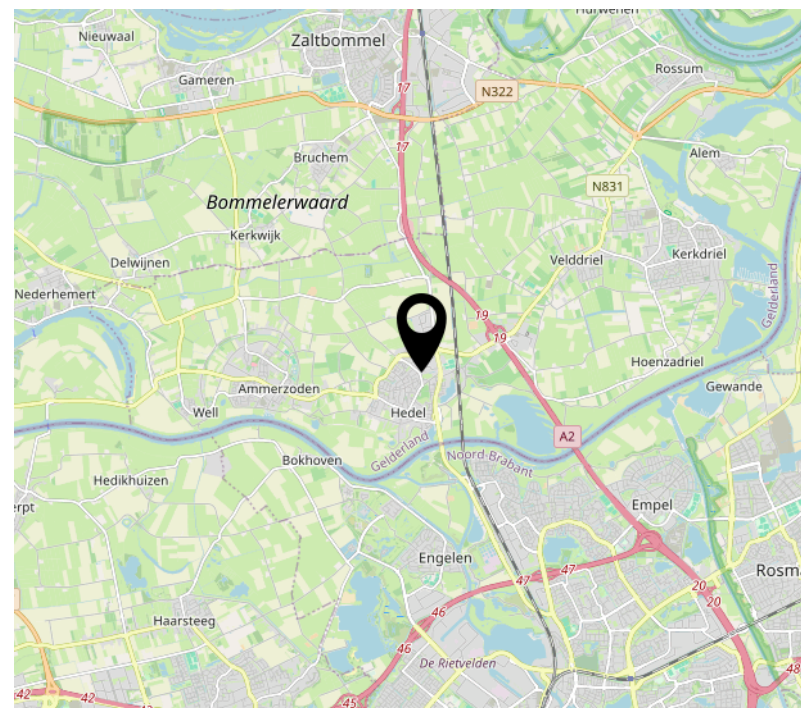 Nieuwaal
Zaltbommel
Gameren
Rossum
17
N322
17
Bruchem
Alem
N831
Bommelerwaard
Kerkwijk
Delwijnen
Velddriel
Kerkdriel
Nederhemert
Gelderland
19
19
Hoenzadriel
Ammerzoden
Gewande
Well
Hedel
A2
Gelderland
Noord-Brabant
Bokhoven
Hedikhuizen
Empel
erpt
Engelen
Rosma
47
47
20
20
46
Haarsteeg
46
De Rietvelden
48
42
42
45